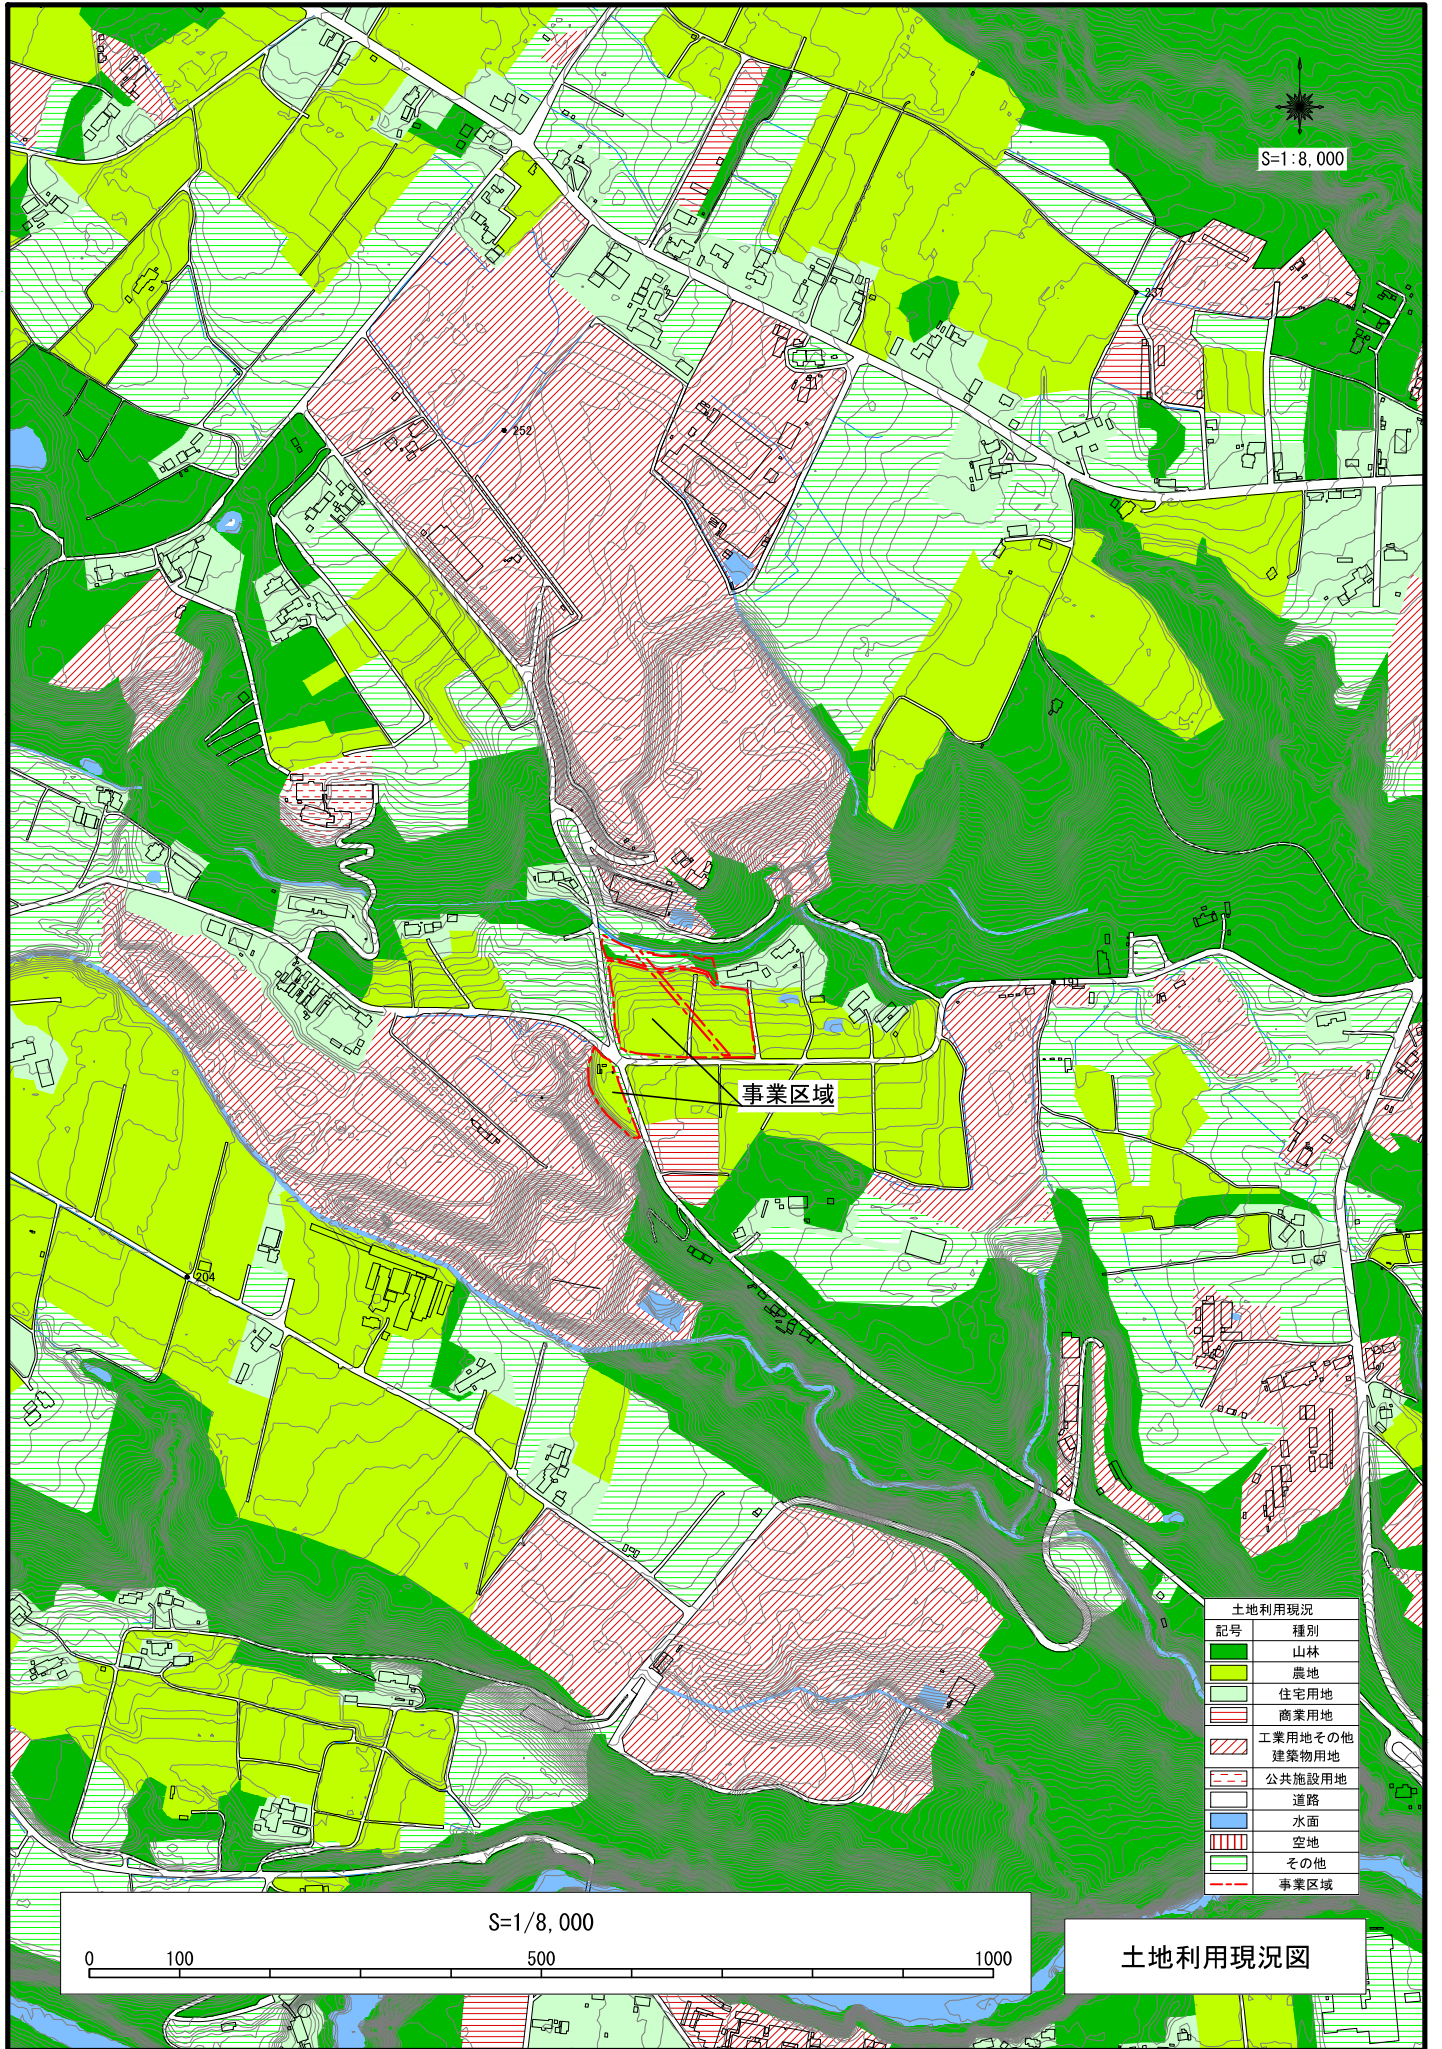 S=1:8,000
237
252
事業区域
204
土地利用現況
記号 種別
山林
農地
住宅用地
商業用地
工業用地その他
建築物用地
公共施設用地
道路
水面
空地
その他
事業区域
S=1/8,000
0 100 500 1000
土地利用現況図